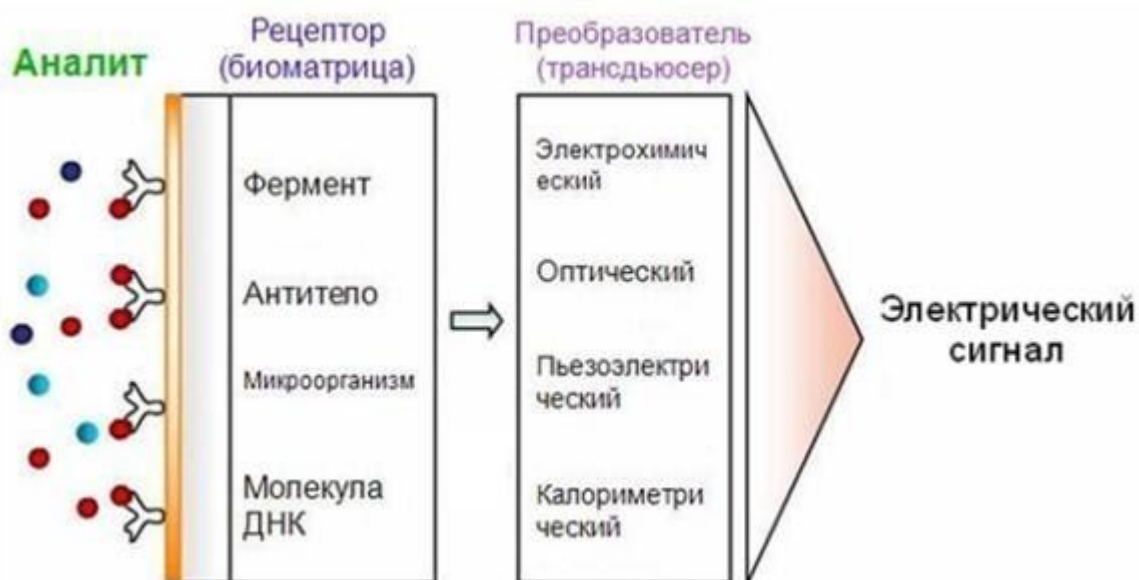 Аналит
Рецептор
(биоматрица)
Преобразователь
(трансдьюсер)
Фермент
Антитело
Микроорганизм
Молекула
ДНК
Электрохимич
еский
Оптический
Пьезоэлектри
ческий
Калориметри
ческий
Электрический
сигнал